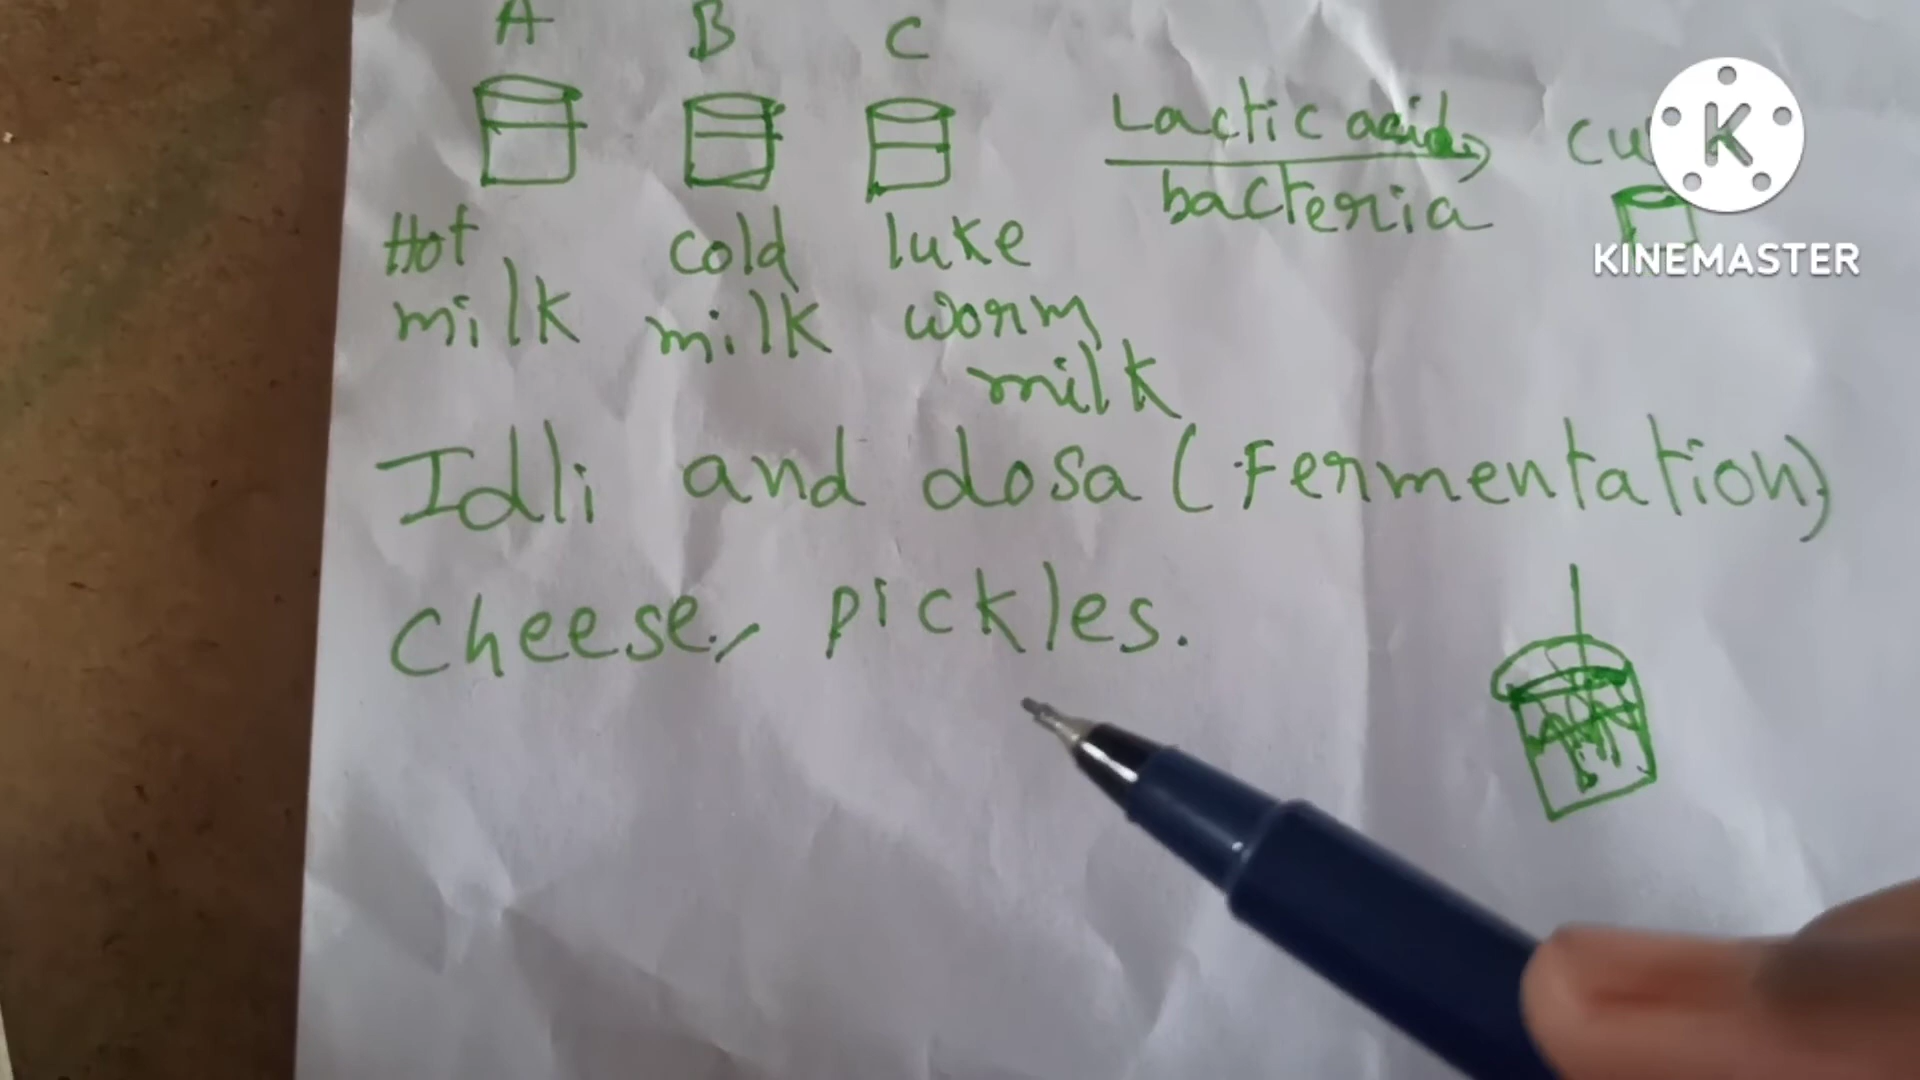 A B C
Lactic acid
bacteria
Hot cold luke
milk milk worm
milk
Idli and dosa (Fermentation)
cheese, pickles.
K
KINEMASTER